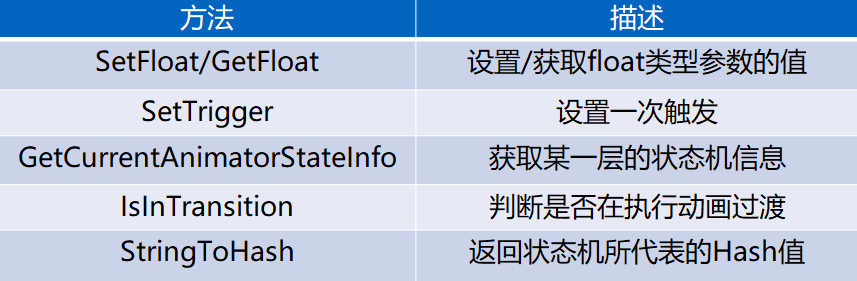 方法 描述
SetFloat/GetFloat 设置/获取float类型参数的值
SetTrigger 设置一次触发
GetCurrentAnimatorStateInfo 获取某一层的状态机信息
IsInTransition 判断是否在执行动画过渡
StringToHash 返回状态机所代表的Hash值